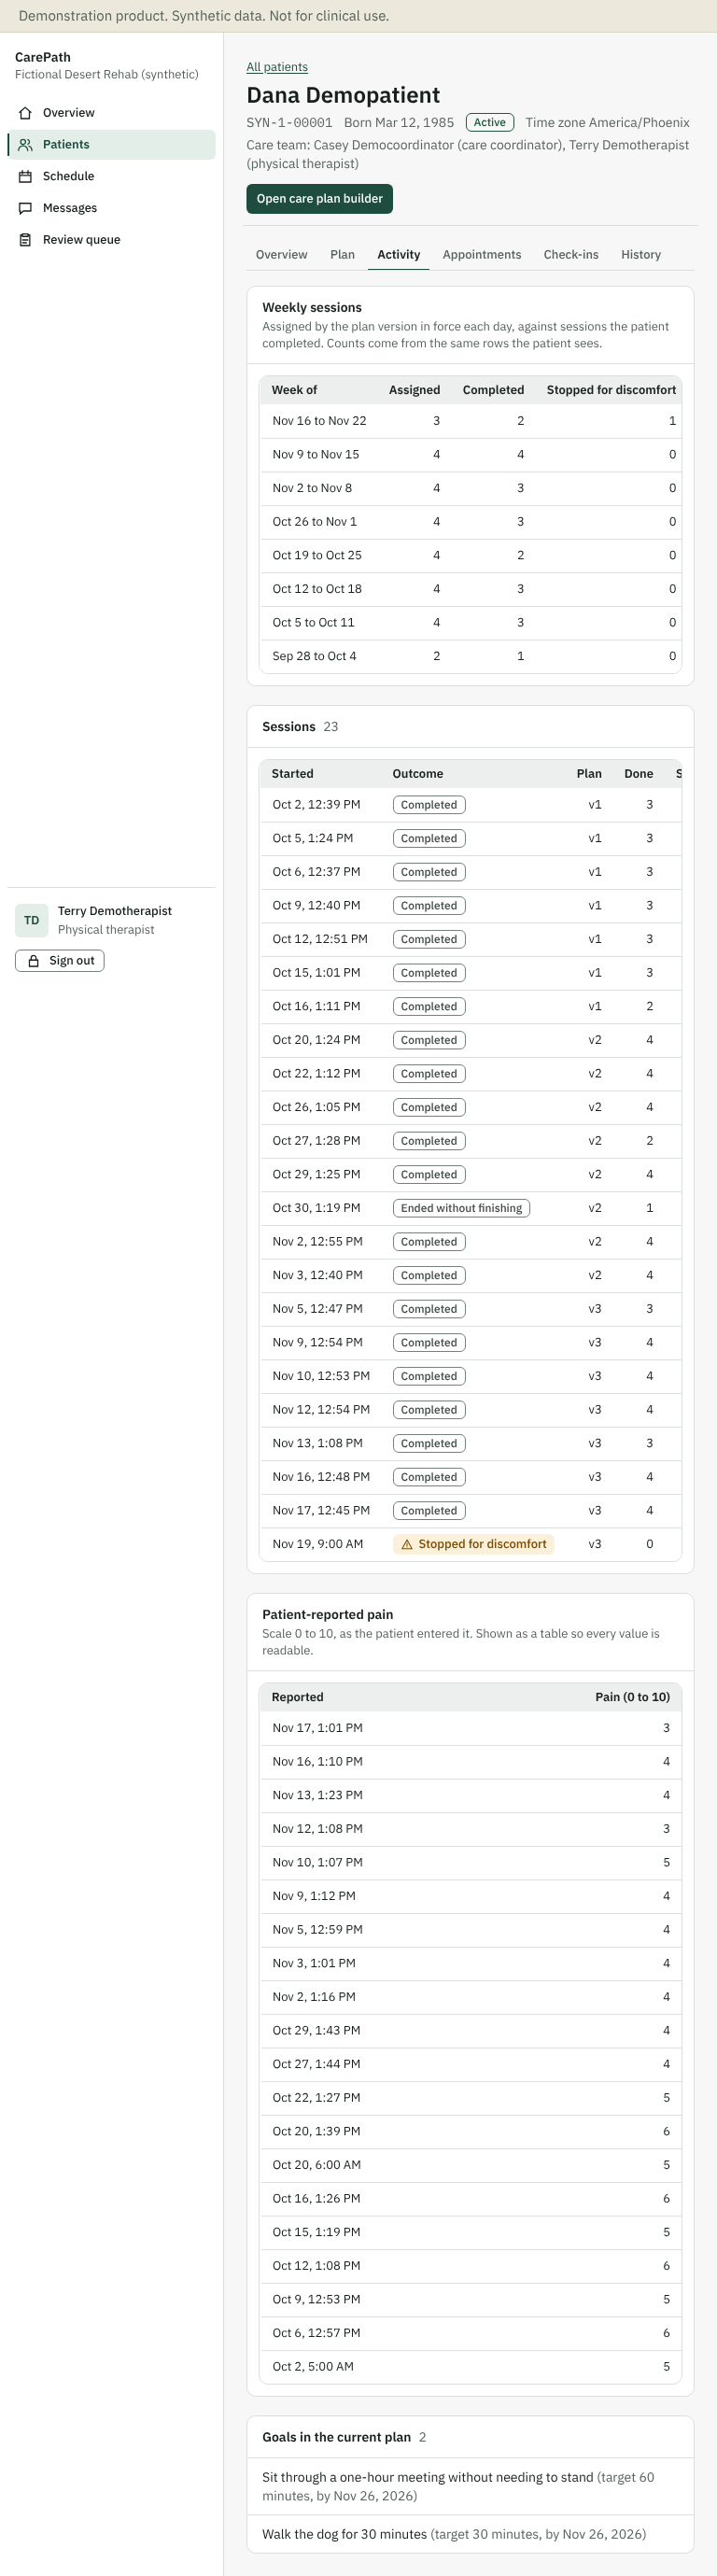 Demonstration product. Synthetic data. Not for clinical use.
CarePath
Fictional Desert Rehab (synthetic)
Overview
Patients
Schedule
Messages
Review queue
TD
Terry Demotherapist
Physical therapist
Sign out
All patients
Dana Demopatient
SYN-1-00001 Born Mar 12, 1985 Active Time zone America/Phoenix
Care team: Casey Democoordinator (care coordinator), Terry Demotherapist
(physical therapist)
Open care plan builder
Overview Plan Activity Appointments Check-ins History
Weekly sessions
Assigned by the plan version in force each day, against sessions the patient
completed. Counts come from the same rows the patient sees.
Week of Assigned Completed Stopped for discomfort
Nov 16 to Nov 22 3 2 1
Nov 9 to Nov 15 4 4 0
Nov 2 to Nov 8 4 3 0
Oct 26 to Nov 1 4 3 0
Oct 19 to Oct 25 4 2 0
Oct 12 to Oct 18 4 3 0
Oct 5 to Oct 11 4 3 0
Sep 28 to Oct 4 2 1 0
Sessions 23
Started Outcome Plan Done
Oct 2, 12:39 PM Completed v1 3
Oct 5, 1:24 PM Completed v1 3
Oct 6, 12:37 PM Completed v1 3
Oct 9, 12:40 PM Completed v1 3
Oct 12, 12:51 PM Completed v1 3
Oct 15, 1:01 PM Completed v1 3
Oct 16, 1:11 PM Completed v1 2
Oct 20, 1:24 PM Completed v2 4
Oct 22, 1:12 PM Completed v2 4
Oct 26, 1:05 PM Completed v2 4
Oct 27, 1:28 PM Completed v2 2
Oct 29, 1:25 PM Completed v2 4
Oct 30, 1:19 PM Ended without finishing v2 1
Nov 2, 12:55 PM Completed v2 4
Nov 3, 12:40 PM Completed v2 4
Nov 5, 12:47 PM Completed v3 3
Nov 9, 12:54 PM Completed v3 4
Nov 10, 12:53 PM Completed v3 4
Nov 12, 12:54 PM Completed v3 4
Nov 13, 1:08 PM Completed v3 3
Nov 16, 12:48 PM Completed v3 4
Nov 17, 12:45 PM Completed v3 4
Nov 19, 9:00 AM Stopped for discomfort v3 0
Patient-reported pain
Scale 0 to 10, as the patient entered it. Shown as a table so every value is
readable.
Reported Pain (0 to 10)
Nov 17, 1:01 PM 3
Nov 16, 1:10 PM 4
Nov 13, 1:23 PM 4
Nov 12, 1:08 PM 3
Nov 10, 1:07 PM 5
Nov 9, 1:12 PM 4
Nov 5, 12:59 PM 4
Nov 3, 1:01 PM 4
Nov 2, 1:16 PM 4
Oct 29, 1:43 PM 4
Oct 27, 1:44 PM 4
Oct 22, 1:27 PM 5
Oct 20, 1:39 PM 6
Oct 20, 6:00 AM 5
Oct 16, 1:26 PM 6
Oct 15, 1:19 PM 5
Oct 12, 1:08 PM 6
Oct 9, 12:53 PM 5
Oct 6, 12:57 PM 6
Oct 2, 5:00 AM 5
Goals in the current plan 2
Sit through a one-hour meeting without needing to stand (target 60
minutes, by Nov 26, 2026)
Walk the dog for 30 minutes (target 30 minutes, by Nov 26, 2026)